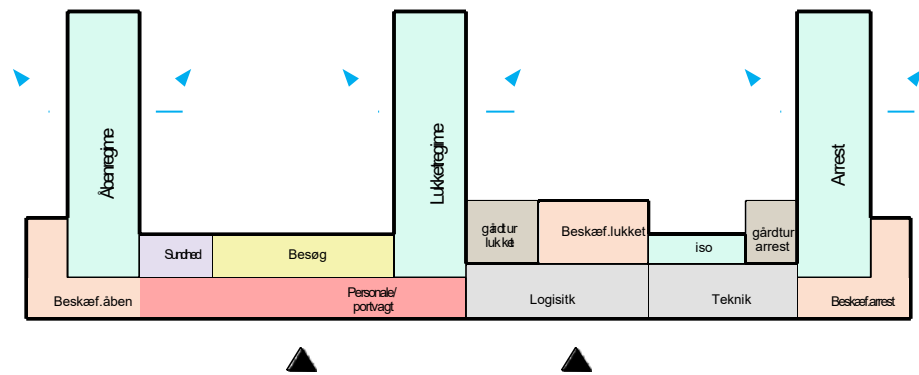 Åbenregime
Lukketregime
Arrest
Sundhed
Besøg
gårdtur
lukket
Beskæf.lukket
iso
gårdtur
arrest
Beskæf.åben
Personale/
portvagt
Logisitk
Teknik
Beskæf.arrest